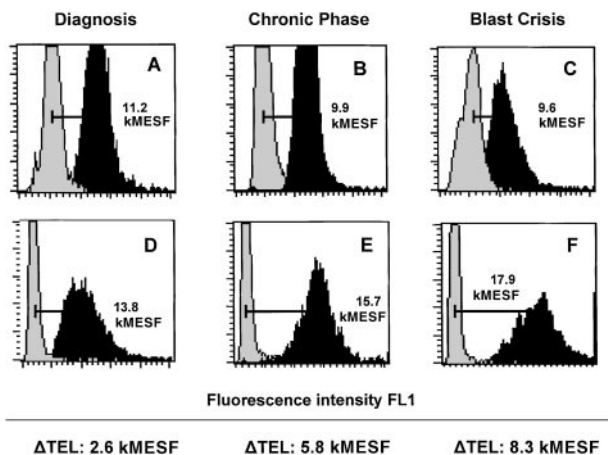 Diagnosis Chronic Phase Blast Crisis
A B C
11.2 kMESF
9.9 kMESF
9.6 kMESF
D E F
13.8 kMESF
15.7 kMESF
17.9 kMESF
Fluorescence intensity FL1
ΔTEL: 2.6 kMESF ΔTEL: 5.8 kMESF ΔTEL: 8.3 kMESF